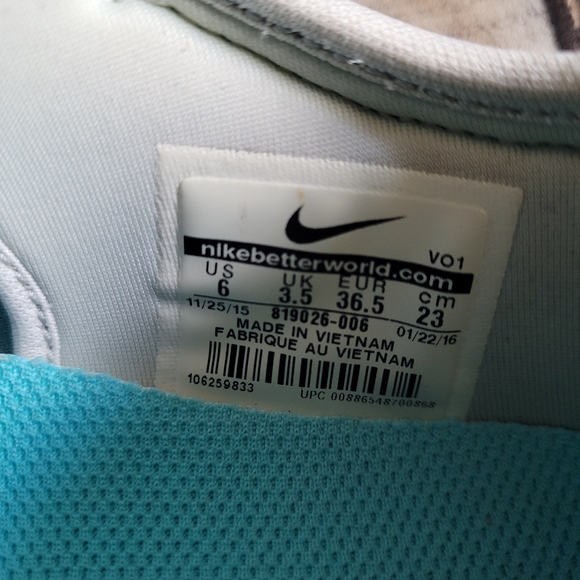 VO1
nikebetterworld.com
US UK EUR cm
6 3.5 36.5 23
11/25/15 819026-006 01/22/16
MADE IN VIETNAM
FABRIQUE AU VIETNAM
106259833 UPC 00886548700868